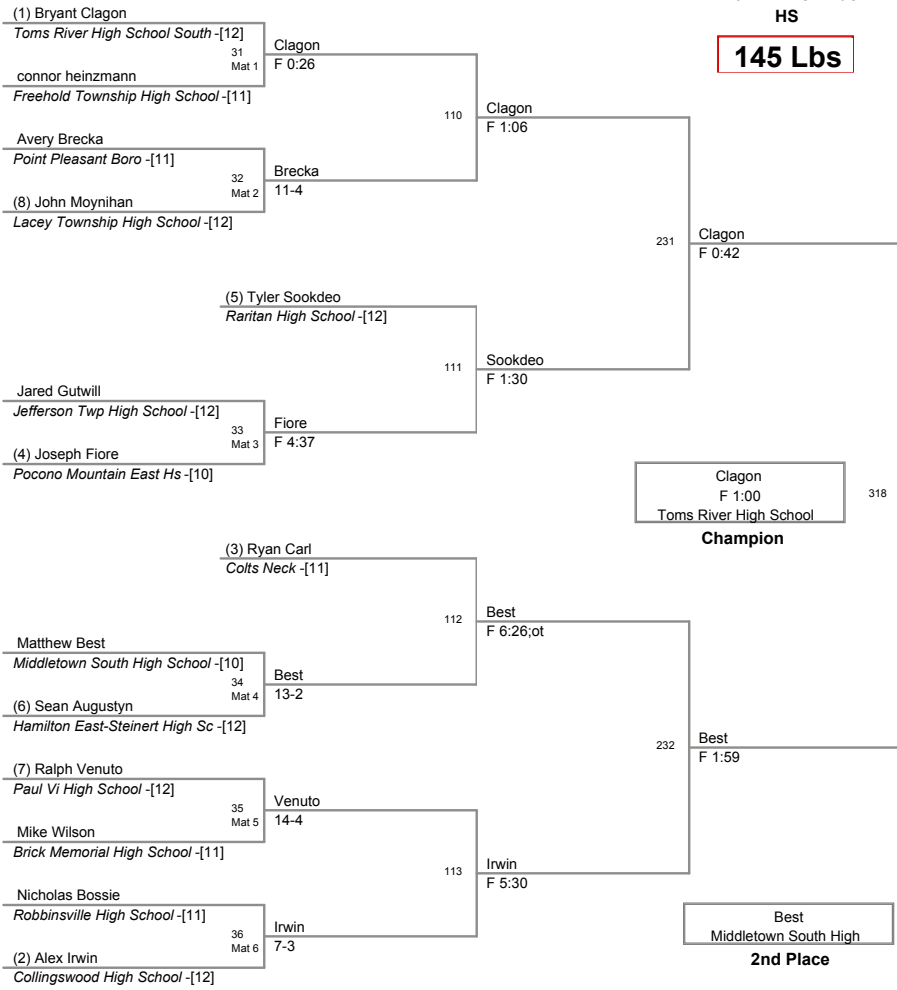 HS
145 Lbs
(1) Bryant Clagon
Toms River High School South -[12]
31
Mat 1
Clagon
F 0:26
connor heinzmann
Freehold Township High School -[11]
110
Clagon
F 1:06
Avery Brecka
Point Pleasant Boro -[11]
32
Mat 2
Brecka
11-4
(8) John Moynihan
Lacey Township High School -[12]
231
Clagon
F 0:42
(5) Tyler Sookdeo
Raritan High School -[12]
111
Sookdeo
F 1:30
Jared Gutwill
Jefferson Twp High School -[12]
33
Mat 3
Fiore
F 4:37
(4) Joseph Fiore
Pocono Mountain East Hs -[10]
Clagon
F 1:00
Toms River High School
318
Champion
(3) Ryan Carl
Colts Neck -[11]
112
Best
F 6:26;ot
Matthew Best
Middletown South High School -[10]
34
Mat 4
Best
13-2
(6) Sean Augustyn
Hamilton East-Steinert High Sc -[12]
232
Best
F 1:59
(7) Ralph Venuto
Paul Vi High School -[12]
35
Mat 5
Venuto
14-4
Mike Wilson
Brick Memorial High School -[11]
113
Irwin
F 5:30
Nicholas Bossie
Robbinsville High School -[11]
36
Mat 6
Irwin
7-3
(2) Alex Irwin
Collingswood High School -[12]
Best
Middletown South High
2nd Place